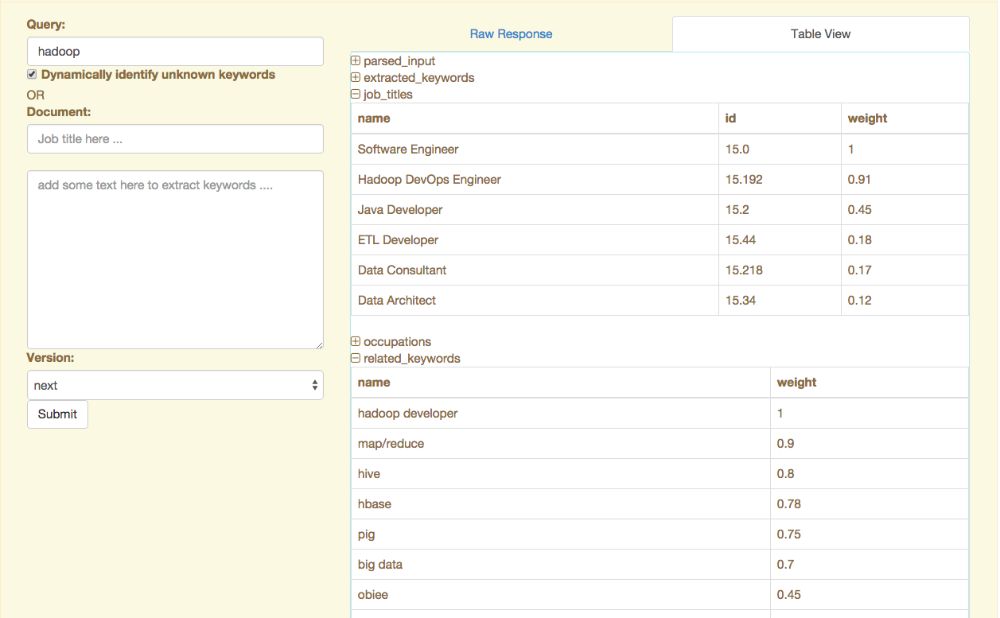 Query:
hadoop
Dynamically identify unknown keywords
OR
Document:
Job title here ...
add some text here to extract keywords ....
Version:
next
Submit
Raw Response Table View
parsed_input
extracted_keywords
job_titles
name id weight
Software Engineer 15.0 1
Hadoop DevOps Engineer 15.192 0.91
Java Developer 15.2 0.45
ETL Developer 15.44 0.18
Data Consultant 15.218 0.17
Data Architect 15.34 0.12
occupations
related_keywords
name weight
hadoop developer 1
map/reduce 0.9
hive 0.8
hbase 0.78
pig 0.75
big data 0.7
obiee 0.45